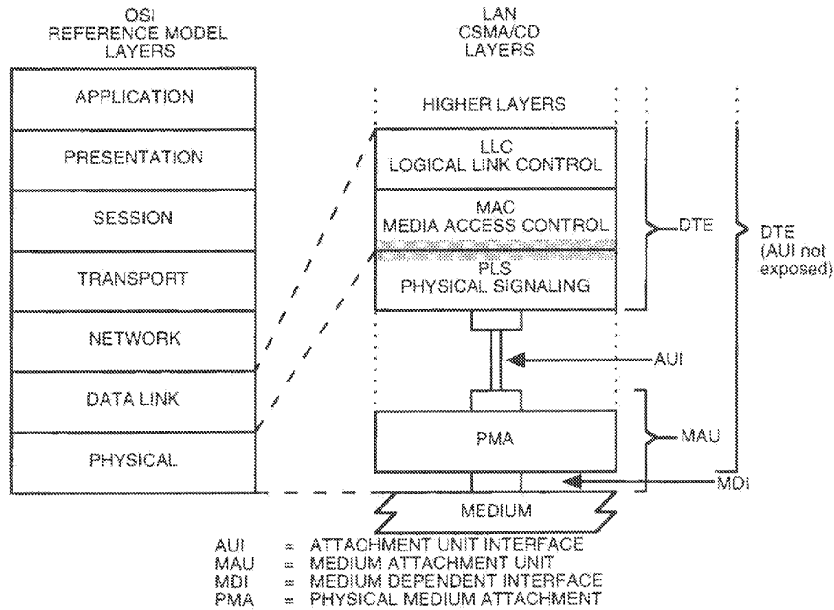 OSI
REFERENCE MODEL
LAYERS
APPLICATION
PRESENTATION
SESSION
TRANSPORT
NETWORK
DATA LINK
PHYSICAL
LAN
CSMA/CD
LAYERS
HIGHER LAYERS
LLC
LOGICAL LINK CONTROL
MAC
MEDIA ACCESS CONTROL
PLS
PHYSICAL SIGNALING
DTE
DTE
(AUI not
exposed)
AUI
PMA
MAU
MDI
MEDIUM
AUI = ATTACHMENT UNIT INTERFACE
MAU = MEDIUM ATTACHMENT UNIT
MDI = MEDIUM DEPENDENT INTERFACE
PMA = PHYSICAL MEDIUM ATTACHMENT